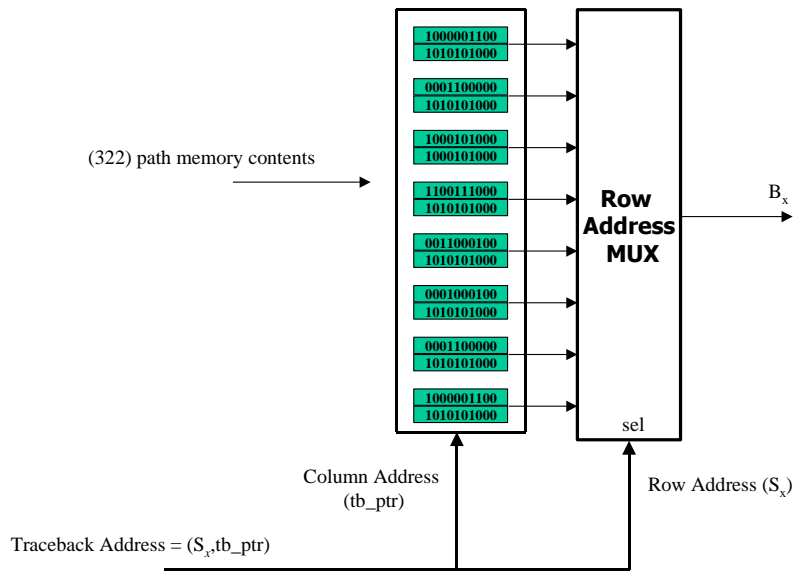 1000001100
1010101000
0001100000
1010101000
1000101000
1000101000
(322) path memory contents
1100111000
1010101000
Row
Address
MUX
B_x
0011000100
1010101000
0001000100
1010101000
0001100000
1010101000
1000001100
1010101000
sel
Column Address
(tb_ptr)
Row Address (S_x)
Traceback Address = (S_x,tb_ptr)